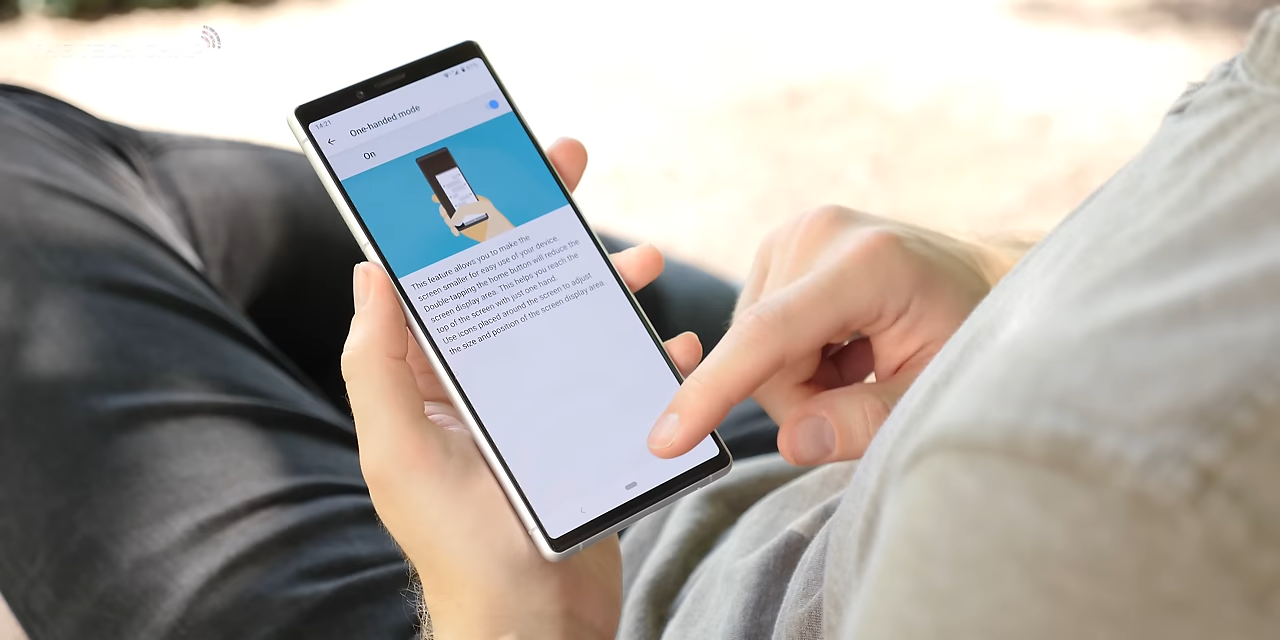 14:21
One-handed mode
On
This feature allows you to make the
screen smaller for easy use of your device.
Double-tapping the home button will reduce the
screen display area. This helps you reach the
top of the screen with just one hand.
Use icons placed around the screen to adjust
the size and position of the screen display area.